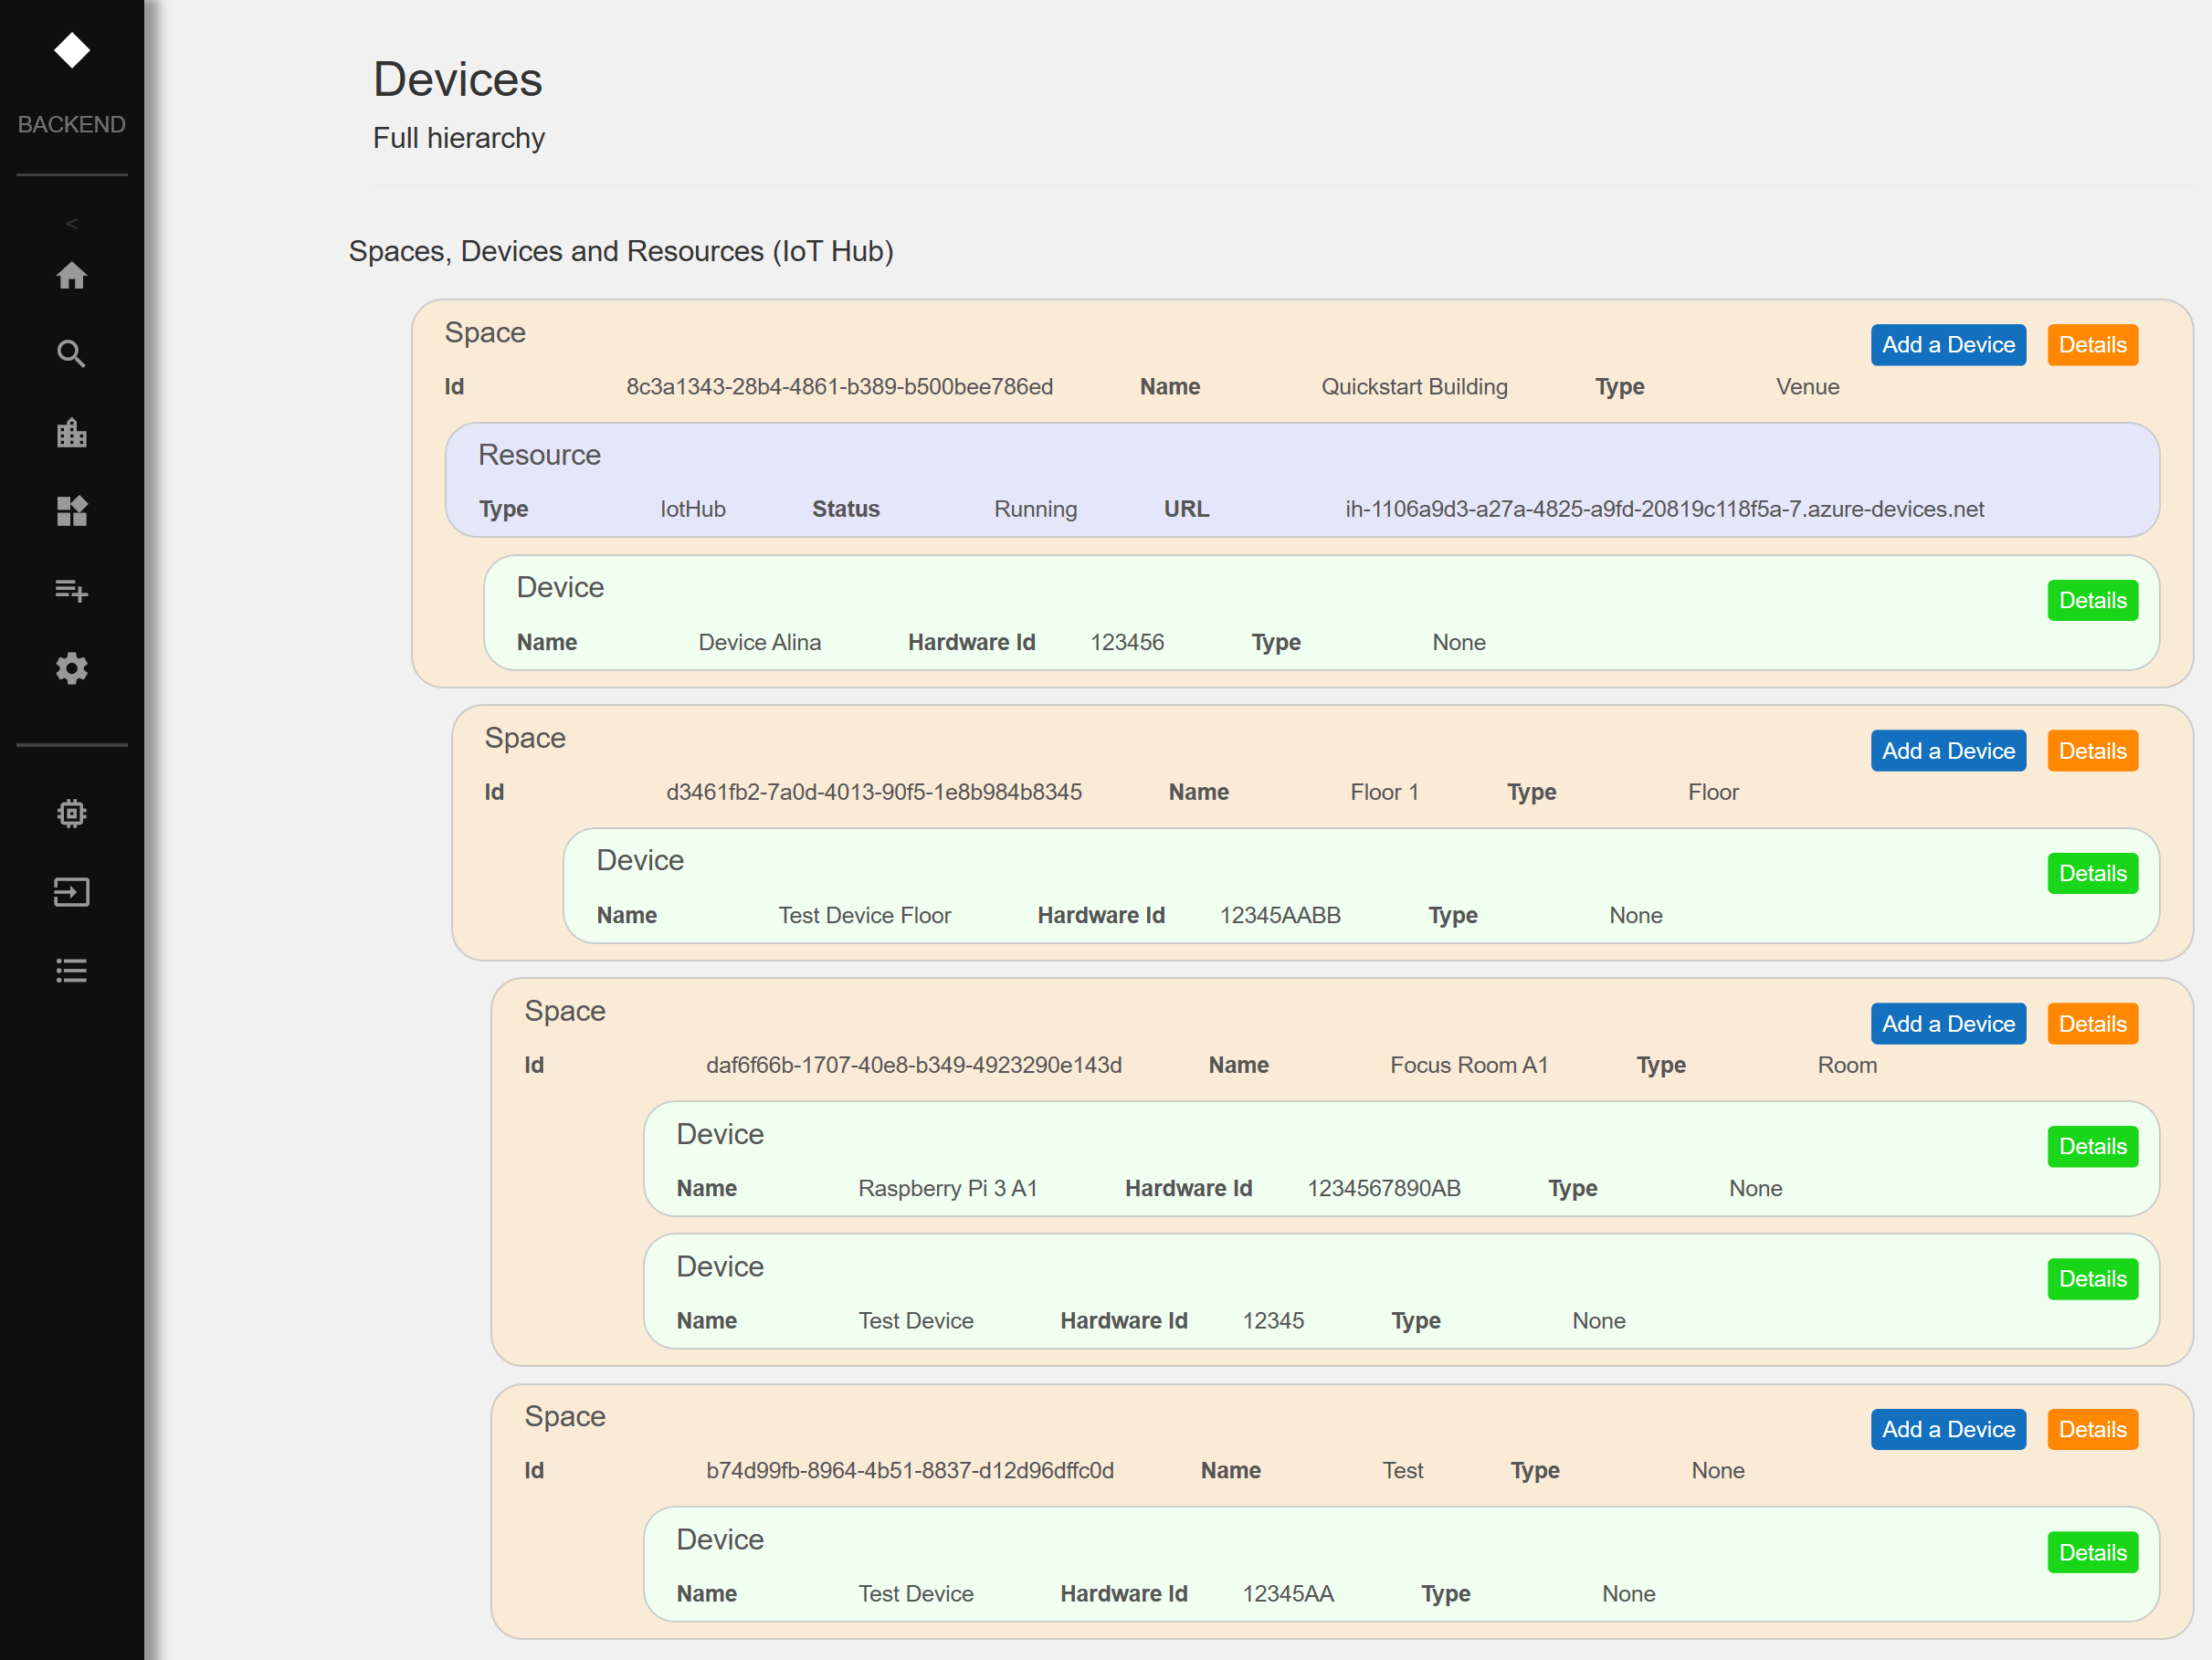 BACKEND
<
Devices
Full hierarchy
Spaces, Devices and Resources (IoT Hub)
Space
Add a Device Details
Id 8c3a1343-28b4-4861-b389-b500bee786ed Name Quickstart Building Type Venue
Resource
Type IotHub Status Running URL ih-1106a9d3-a27a-4825-a9fd-20819c118f5a-7.azure-devices.net
Device
Details
Name Device Alina Hardware Id 123456 Type None
Space
Add a Device Details
Id d3461fb2-7a0d-4013-90f5-1e8b984b8345 Name Floor 1 Type Floor
Device
Details
Name Test Device Floor Hardware Id 12345AABB Type None
Space
Add a Device Details
Id daf6f66b-1707-40e8-b349-4923290e143d Name Focus Room A1 Type Room
Device
Details
Name Raspberry Pi 3 A1 Hardware Id 1234567890AB Type None
Device
Details
Name Test Device Hardware Id 12345 Type None
Space
Add a Device Details
Id b74d99fb-8964-4b51-8837-d12d96dffc0d Name Test Type None
Device
Details
Name Test Device Hardware Id 12345AA Type None